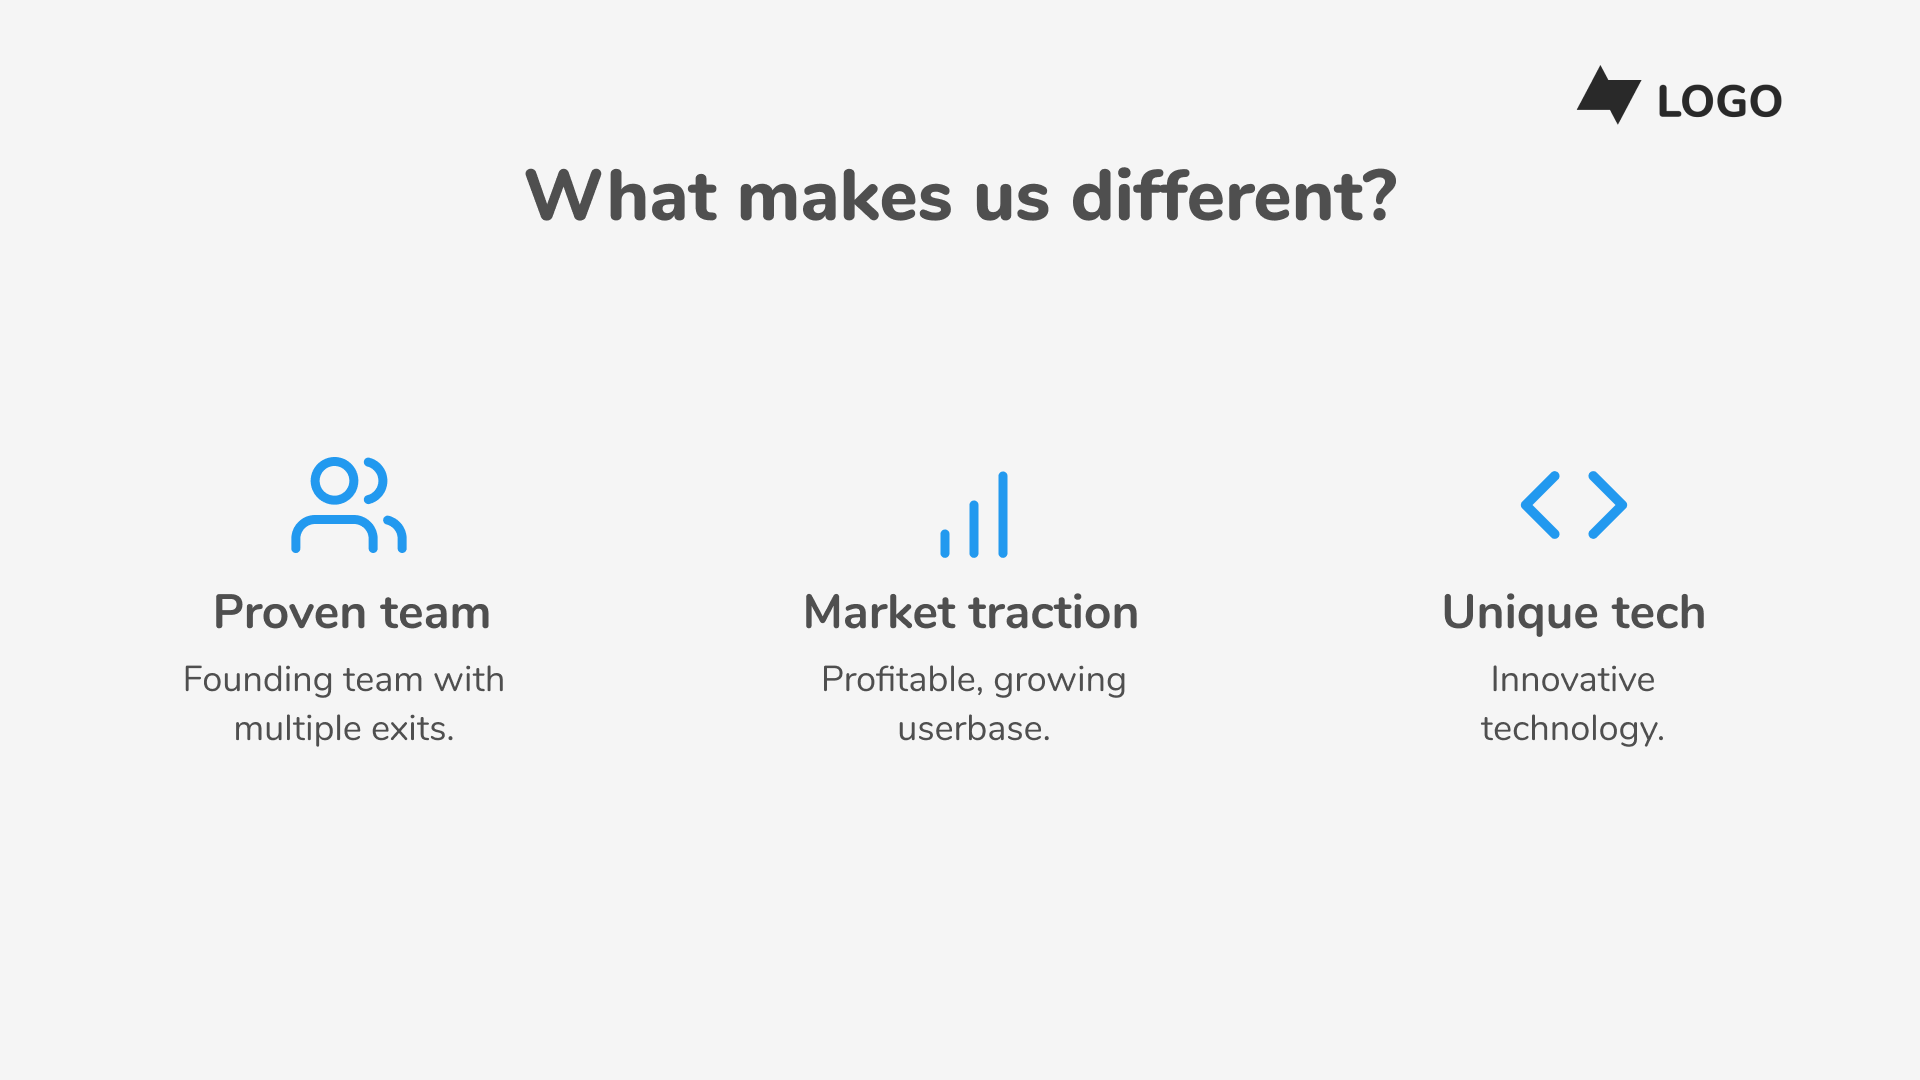 LOGO
What makes us different?
Proven team
Founding team with
multiple exits.
Market traction
Profitable, growing
userbase.
Unique tech
Innovative
technology.